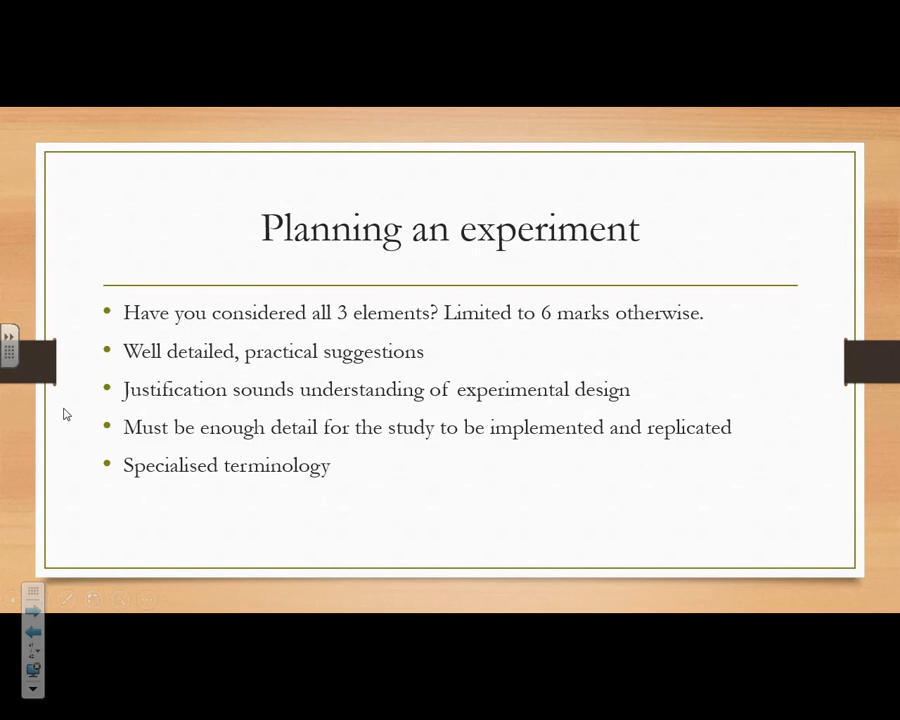 Planning an experiment
• Have you considered all 3 elements? Limited to 6 marks otherwise.
• Well detailed, practical suggestions
• Justification sounds understanding of experimental design
• Must be enough detail for the study to be implemented and replicated
• Specialised terminology